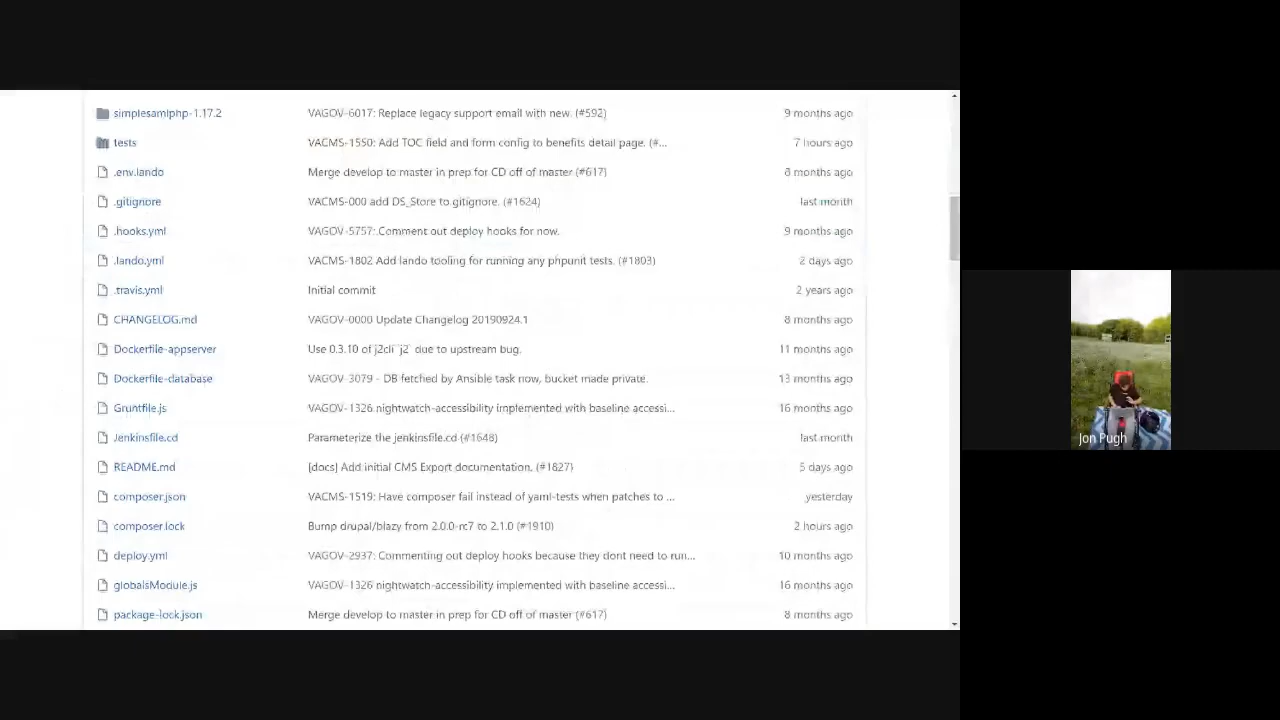 simplesamlphp-1.17.2 VAGOV-6017: Replace legacy support email with new. (#592) 9 months ago
tests VACMS-1550: Add TOC field and form config to benefits detail page. (#... 7 hours ago
.env.lando Merge develop to master in prep for CD off of master (#617) 8 months ago
.gitignore VACMS-000 add DS_Store to gitignore. (#1624) last month
.hooks.yml VAGOV-5757: Comment out deploy hooks for now. 9 months ago
.lando.yml VACMS-1802 Add lando tooling for running any phpunit tests. (#1803) 2 days ago
.travis.yml Initial commit 2 years ago
CHANGELOG.md VAGOV-0000 Update Changelog 20190924.1 8 months ago
Dockerfile-appserver Use 0.3.10 of j2cli `j2` due to upstream bug. 11 months ago
Dockerfile-database VAGOV-3079 - DB fetched by Ansible task now, bucket made private. 13 months ago
Gruntfile.js VAGOV-1326 nightwatch-accessibility implemented with baseline accessi... 16 months ago
Jenkinsfile.cd Parameterize the jenkinsfile.cd (#1648) last month
README.md [docs] Add initial CMS Export documentation. (#1827) 5 days ago
composer.json VACMS-1519: Have composer fail instead of yaml-tests when patches to ... yesterday
composer.lock Bump drupal/blazy from 2.0.0-rc7 to 2.1.0 (#1910) 2 hours ago
deploy.yml VAGOV-2937: Commenting out deploy hooks because they dont need to run... 10 months ago
globalsModule.js VAGOV-1326 nightwatch-accessibility implemented with baseline accessi... 16 months ago
package-lock.json Merge develop to master in prep for CD off of master (#617) 8 months ago
Jon Pugh